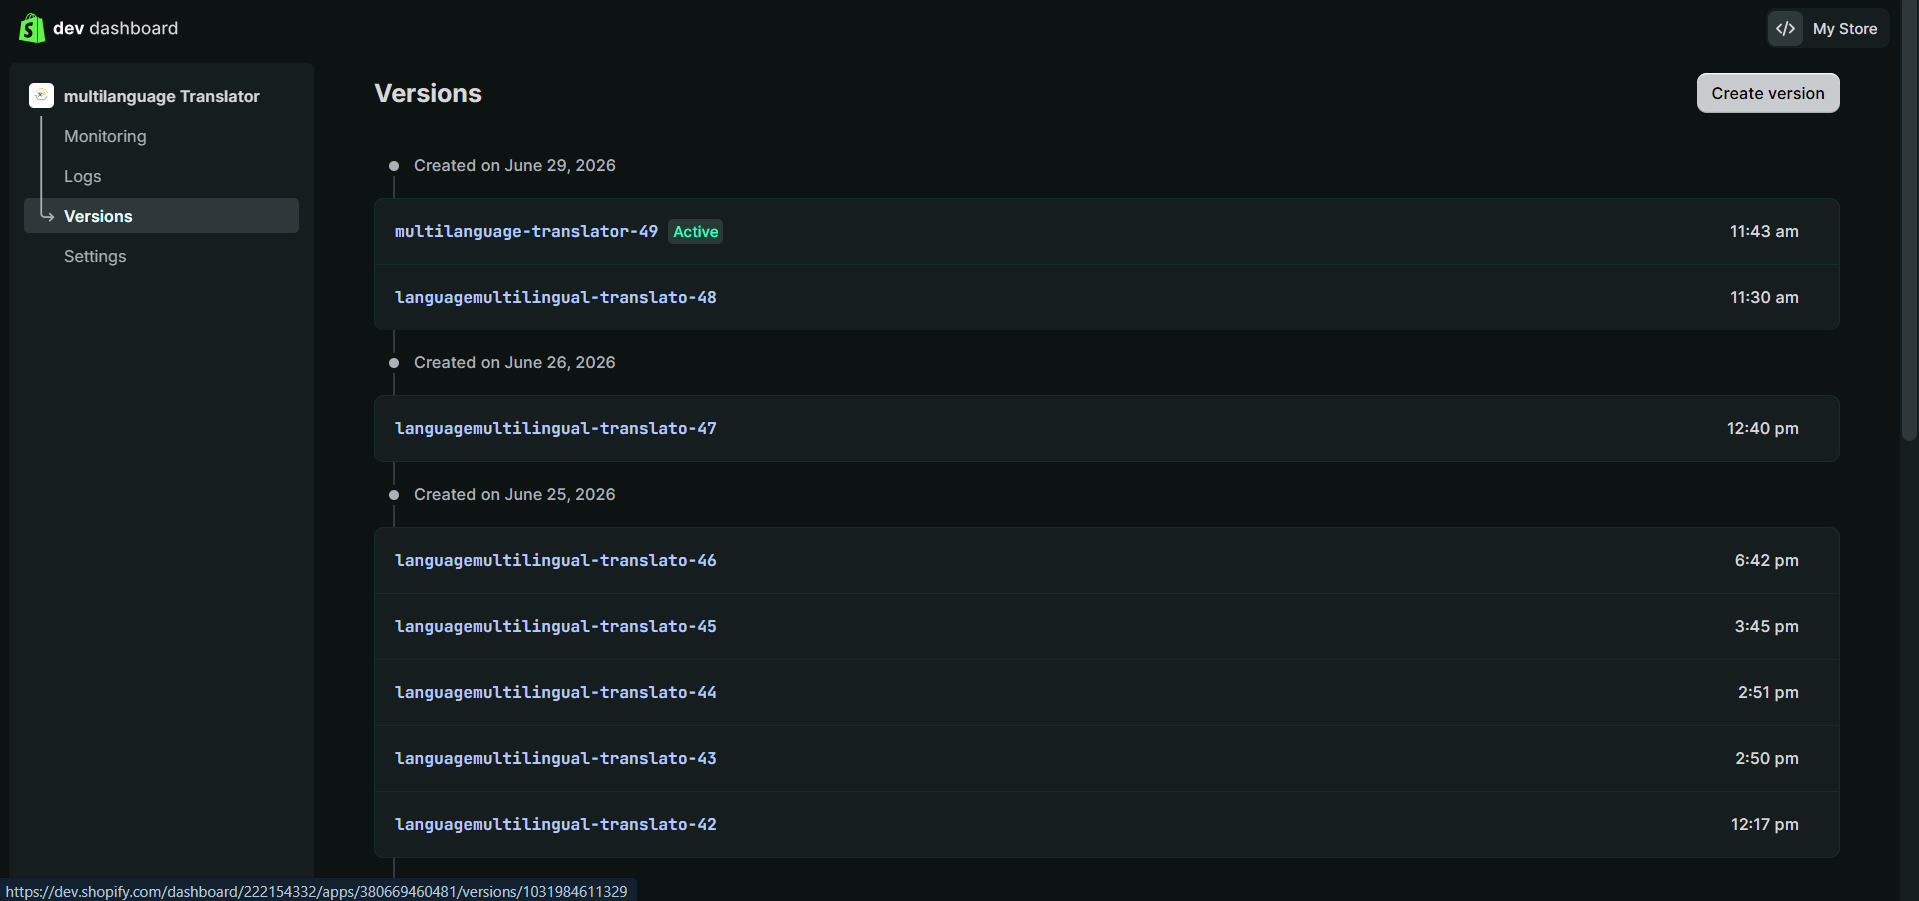 dev dashboard
My Store
multilanguage Translator
Monitoring
Logs
Versions
Settings
Versions
Create version
Created on June 29, 2026
multilanguage-translator-49 Active 11:43 am
languagemultilingual-translato-48 11:30 am
Created on June 26, 2026
languagemultilingual-translato-47 12:40 pm
Created on June 25, 2026
languagemultilingual-translato-46 6:42 pm
languagemultilingual-translato-45 3:45 pm
languagemultilingual-translato-44 2:51 pm
languagemultilingual-translato-43 2:50 pm
languagemultilingual-translato-42 12:17 pm
https://dev.shopify.com/dashboard/222154332/apps/380669460481/versions/1031984611329